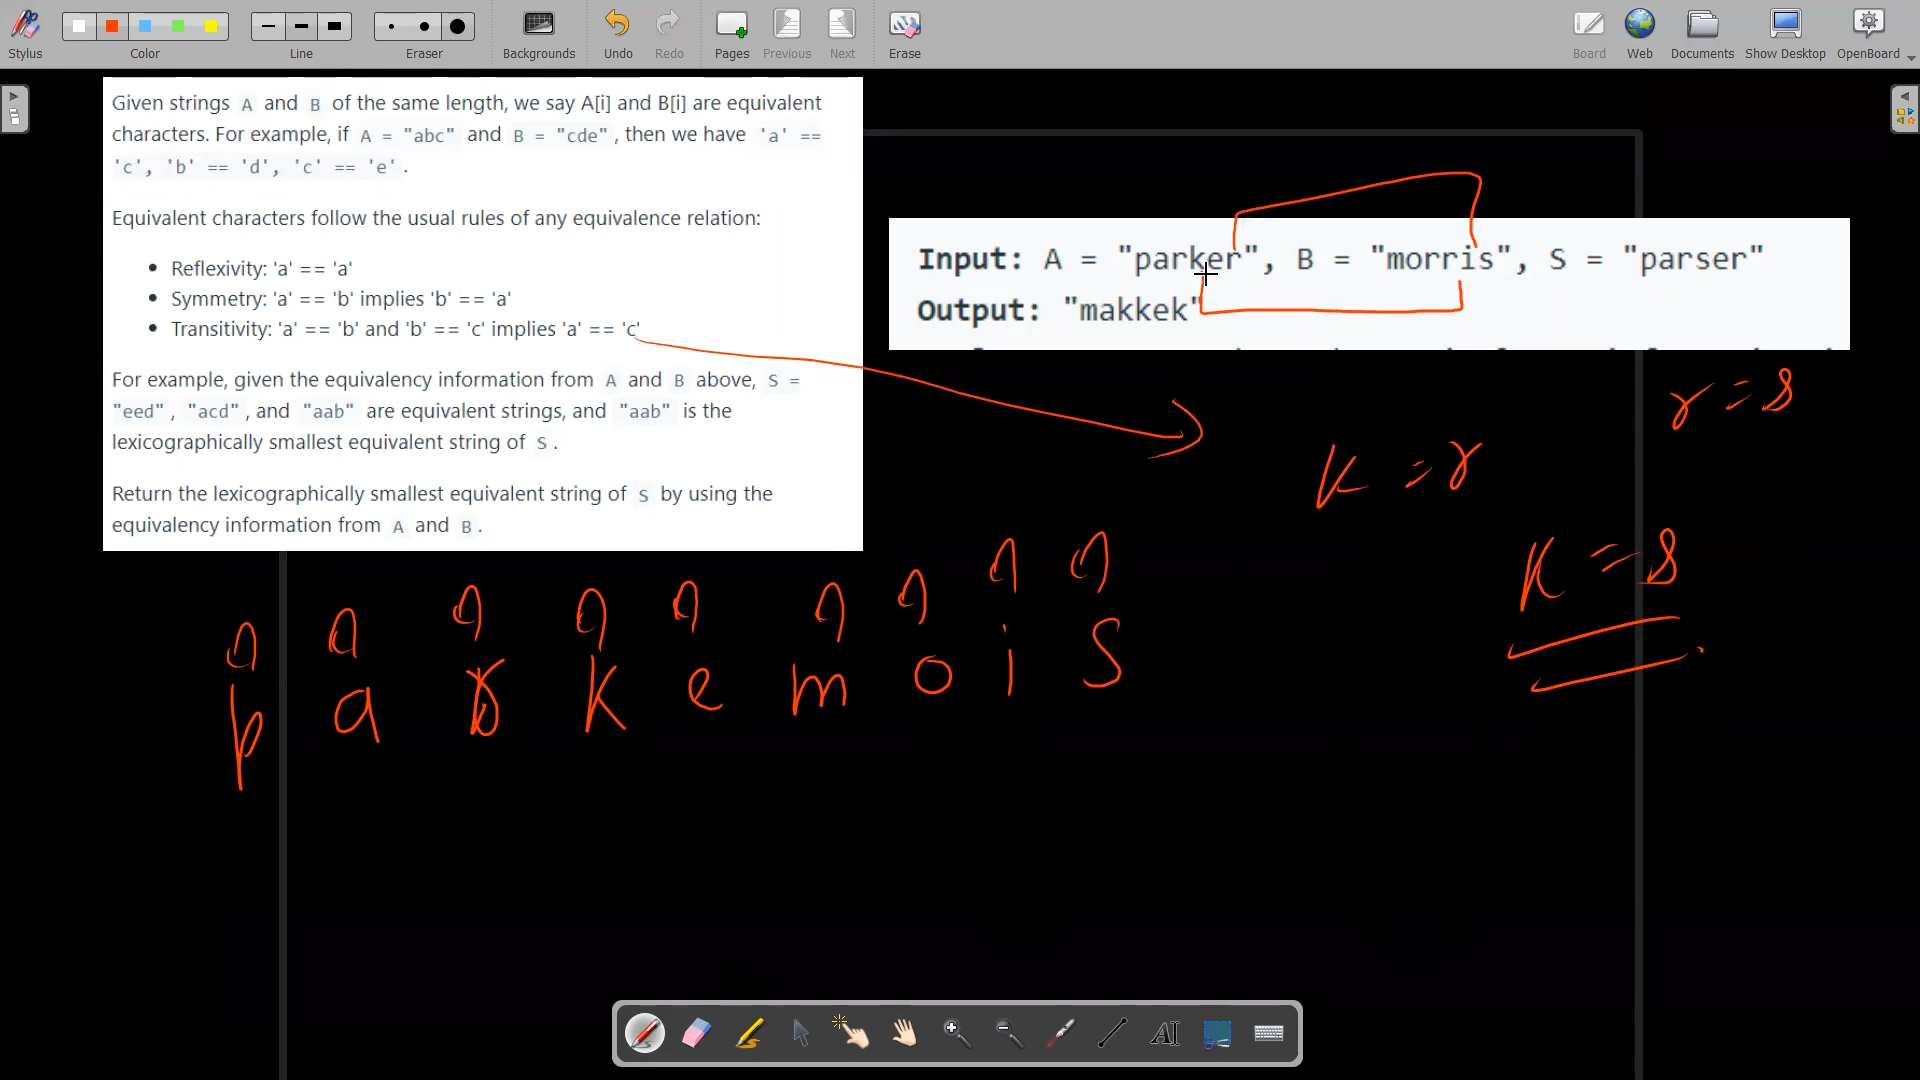 Stylus
Color
Line
Eraser
Backgrounds
Undo
Redo
Pages
Previous
Next
Erase
Board
Web
Documents
Show Desktop
OpenBoard
Given strings A and B of the same length, we say A[i] and B[i] are equivalent
characters. For example, if A = "abc" and B = "cde", then we have 'a' ==
'c', 'b' == 'd', 'c' == 'e'.
Equivalent characters follow the usual rules of any equivalence relation:
• Reflexivity: 'a' == 'a'
• Symmetry: 'a' == 'b' implies 'b' == 'a'
• Transitivity: 'a' == 'b' and 'b' == 'c' implies 'a' == 'c'
For example, given the equivalency information from A and B above, S =
"eed", "acd", and "aab" are equivalent strings, and "aab" is the
lexicographically smallest equivalent string of S.
Return the lexicographically smallest equivalent string of S by using the
equivalency information from A and B.
Input: A = "parker", B = "morris", S = "parser"
Output: "makkek"
r = s
k = r
k = s
p a r k e m o i s
AI